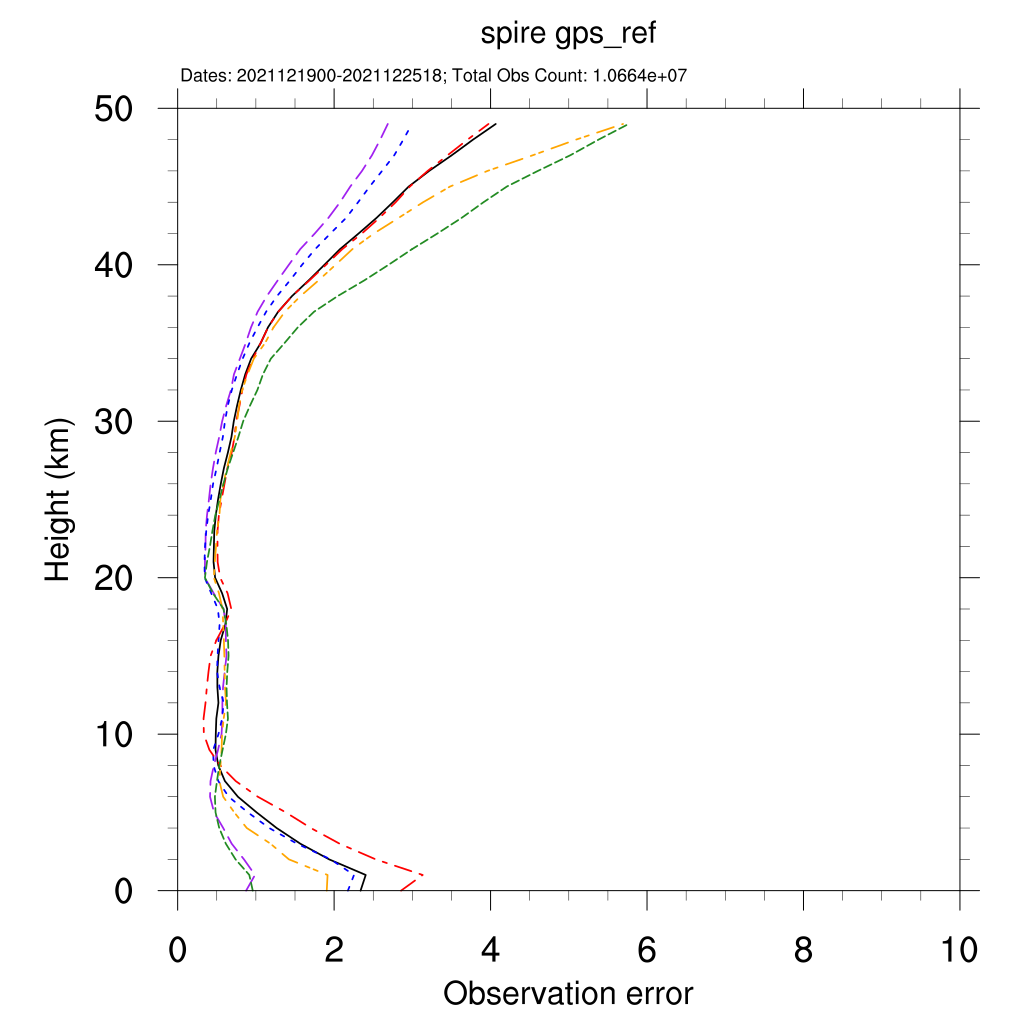 spire gps_ref
Dates: 2021121900-2021122518; Total Obs Count: 1.0664e+07
50
40
30
20
10
0
Height (km)
0 2 4 6 8 10
Observation error